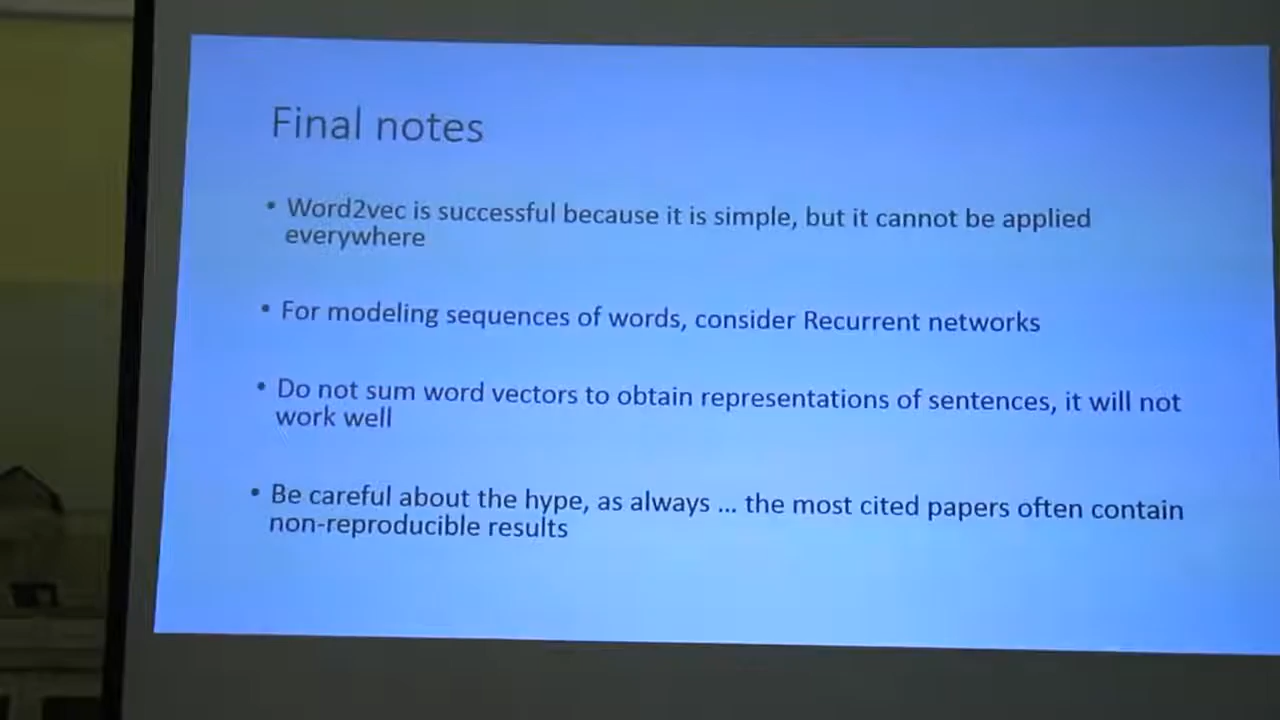 Final notes
• Word2vec is successful because it is simple, but it cannot be applied
everywhere
• For modeling sequences of words, consider Recurrent networks
• Do not sum word vectors to obtain representations of sentences, it will not
work well
• Be careful about the hype, as always ... the most cited papers often contain
non-reproducible results